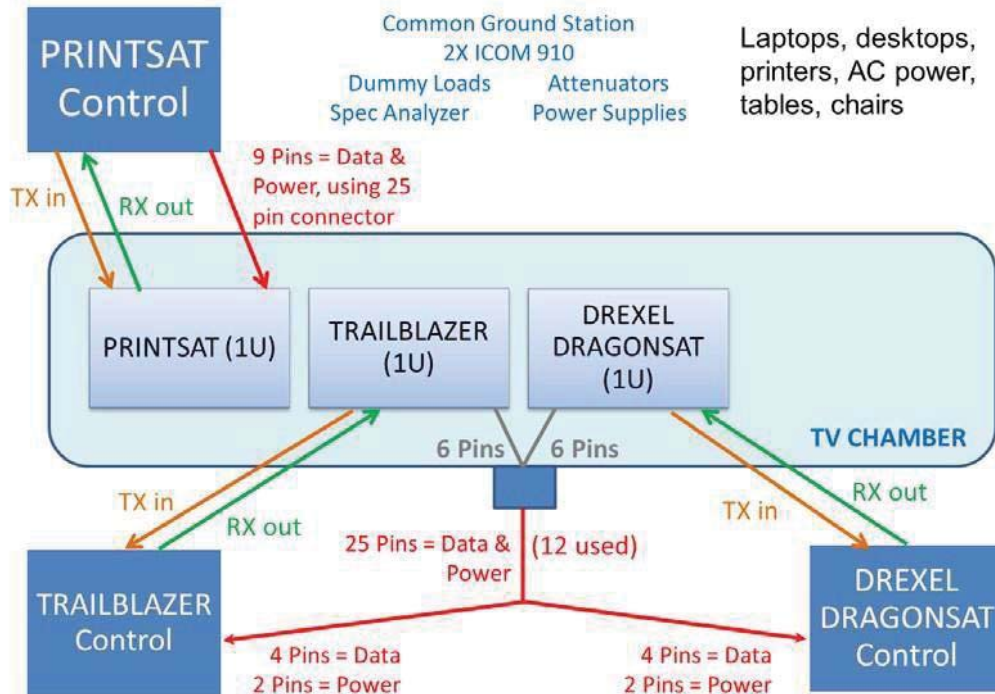 PRINTSAT
Control
Common Ground Station
2X ICOM 910
Dummy Loads Attenuators
Spec Analyzer Power Supplies
Laptops, desktops,
printers, AC power,
tables, chairs
TX in
RX out
9 Pins = Data &
Power, using 25
pin connector
PRINTSAT (1U)
TRAILBLAZER
(1U)
DREXEL
DRAGONSAT
(1U)
TV CHAMBER
6 Pins
6 Pins
TX in
RX out
TX in
RX out
25 Pins = Data &
Power
(12 used)
TRAILBLAZER
Control
4 Pins = Data
2 Pins = Power
4 Pins = Data
2 Pins = Power
DREXEL
DRAGONSAT
Control